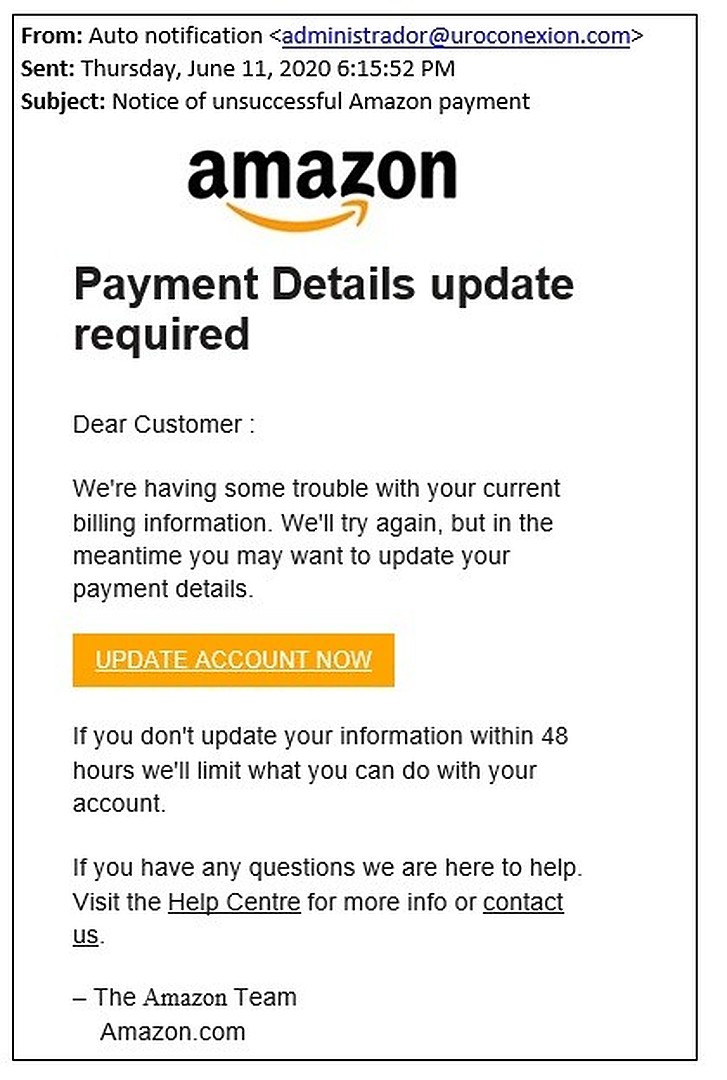 From: Auto notification <administrador@uroconexion.com>
Sent: Thursday, June 11, 2020 6:15:52 PM
Subject: Notice of unsuccessful Amazon payment
amazon
Payment Details update
required
Dear Customer :
We're having some trouble with your current
billing information. We'll try again, but in the
meantime you may want to update your
payment details.
UPDATE ACCOUNT NOW
If you don't update your information within 48
hours we'll limit what you can do with your
account.
If you have any questions we are here to help.
Visit the Help Centre for more info or contact
us.
– The Amazon Team
Amazon.com